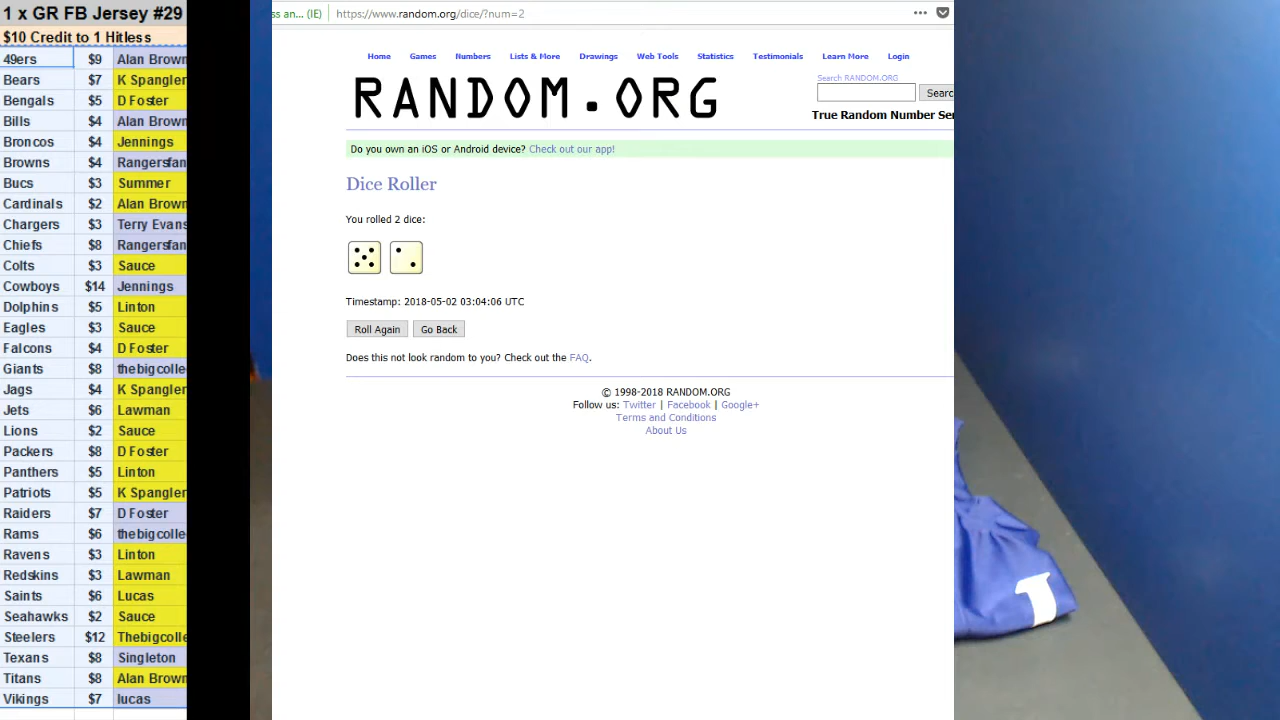 1 x GR FB Jersey #29
$10 Credit to 1 Hitless
49ers $9 Alan Brown
Bears $7 K Spangler
Bengals $5 D Foster
Bills $4 Alan Brown
Broncos $4 Jennings
Browns $4 Rangersfan
Bucs $3 Summer
Cardinals $2 Alan Brown
Chargers $3 Terry Evans
Chiefs $8 Rangersfan
Colts $3 Sauce
Cowboys $14 Jennings
Dolphins $5 Linton
Eagles $3 Sauce
Falcons $4 D Foster
Giants $8 thebigcolle
Jags $4 K Spangler
Jets $6 Lawman
Lions $2 Sauce
Packers $8 D Foster
Panthers $5 Linton
Patriots $5 K Spangler
Raiders $7 D Foster
Rams $6 thebigcolle
Ravens $3 Linton
Redskins $3 Lawman
Saints $6 Lucas
Seahawks $2 Sauce
Steelers $12 Thebigcolle
Texans $8 Singleton
Titans $8 Alan Brown
Vikings $7 lucas
ss an... (IE) https://www.random.org/dice/?num=2
Home Games Numbers Lists & More Drawings Web Tools Statistics Testimonials Learn More Login
RANDOM.ORG
Search RANDOM.ORG
Searc
True Random Number Ser
Do you own an iOS or Android device? Check out our app!
Dice Roller
You rolled 2 dice:
Timestamp: 2018-05-02 03:04:06 UTC
Roll Again Go Back
Does this not look random to you? Check out the FAQ.
© 1998-2018 RANDOM.ORG
Follow us: Twitter | Facebook | Google+
Terms and Conditions
About Us